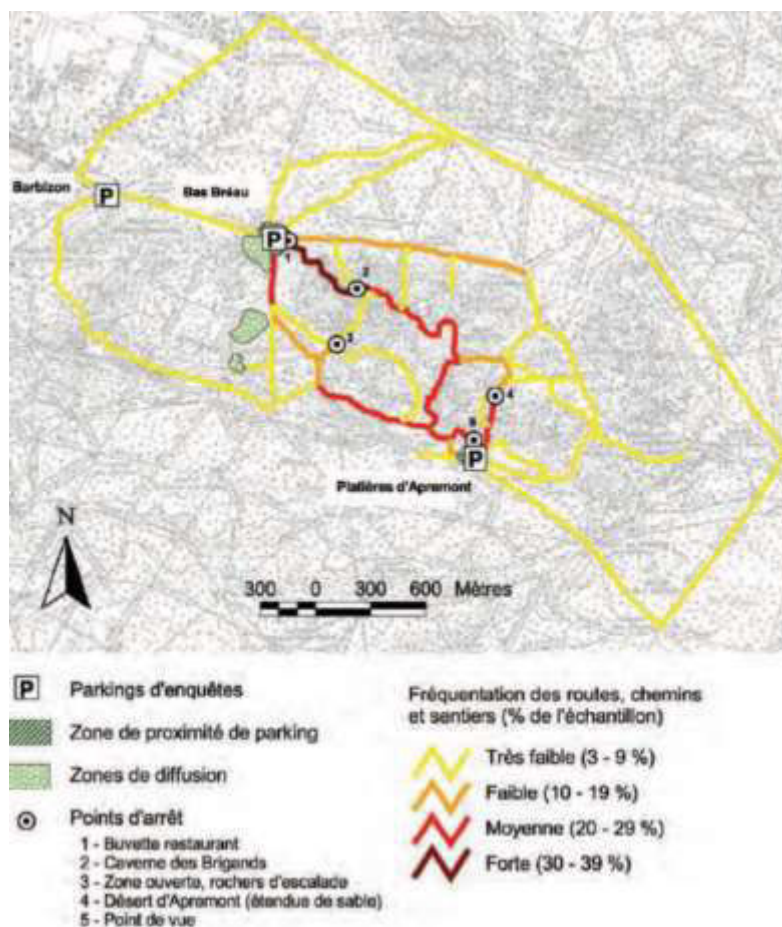 Barbizon
P
Bas Bréau
P
1
2
3
4
5
P
Platières d'Apremont
N
300 0 300 600 Mètres
P Parkings d'enquêtes
Zone de proximité de parking
Zones de diffusion
Points d'arrêt
1 - Buvette restaurant
2 - Caverne des Brigands
3 - Zone ouverte, rochers d'escalade
4 - Désert d'Apremont (étendue de sable)
5 - Point de vue
Fréquentation des routes, chemins
et sentiers (% de l'échantillon)
Très faible (3 - 9 %)
Faible (10 - 19 %)
Moyenne (20 - 29 %)
Forte (30 - 39 %)